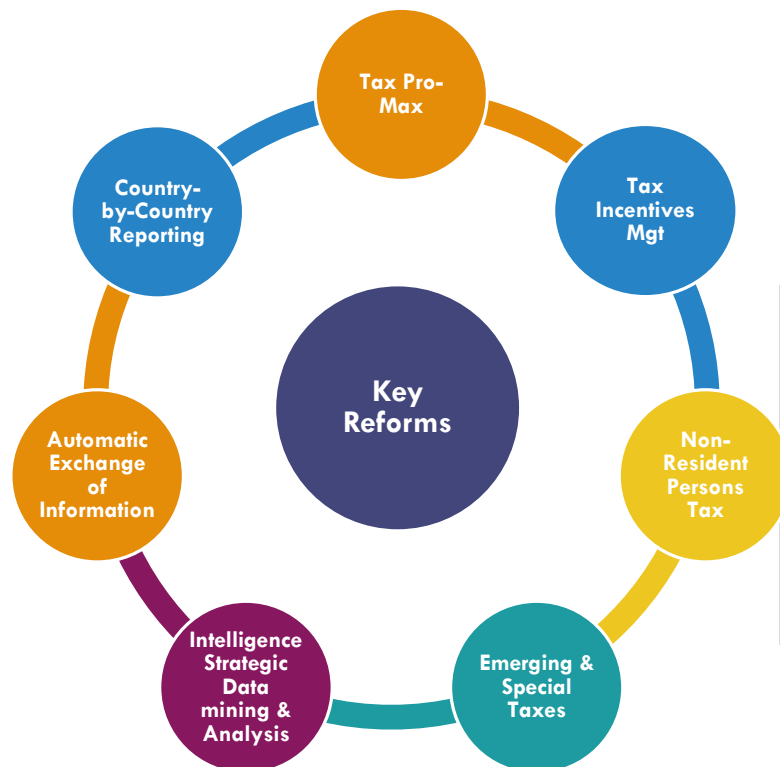 Tax Pro-
Max
Tax
Incentives
Mgt
Non-
Resident
Persons
Tax
Emerging &
Special
Taxes
Intelligence
Strategic
Data
mining &
Analysis
Automatic
Exchange
of
Information
Country-
by-Country
Reporting
Key
Reforms